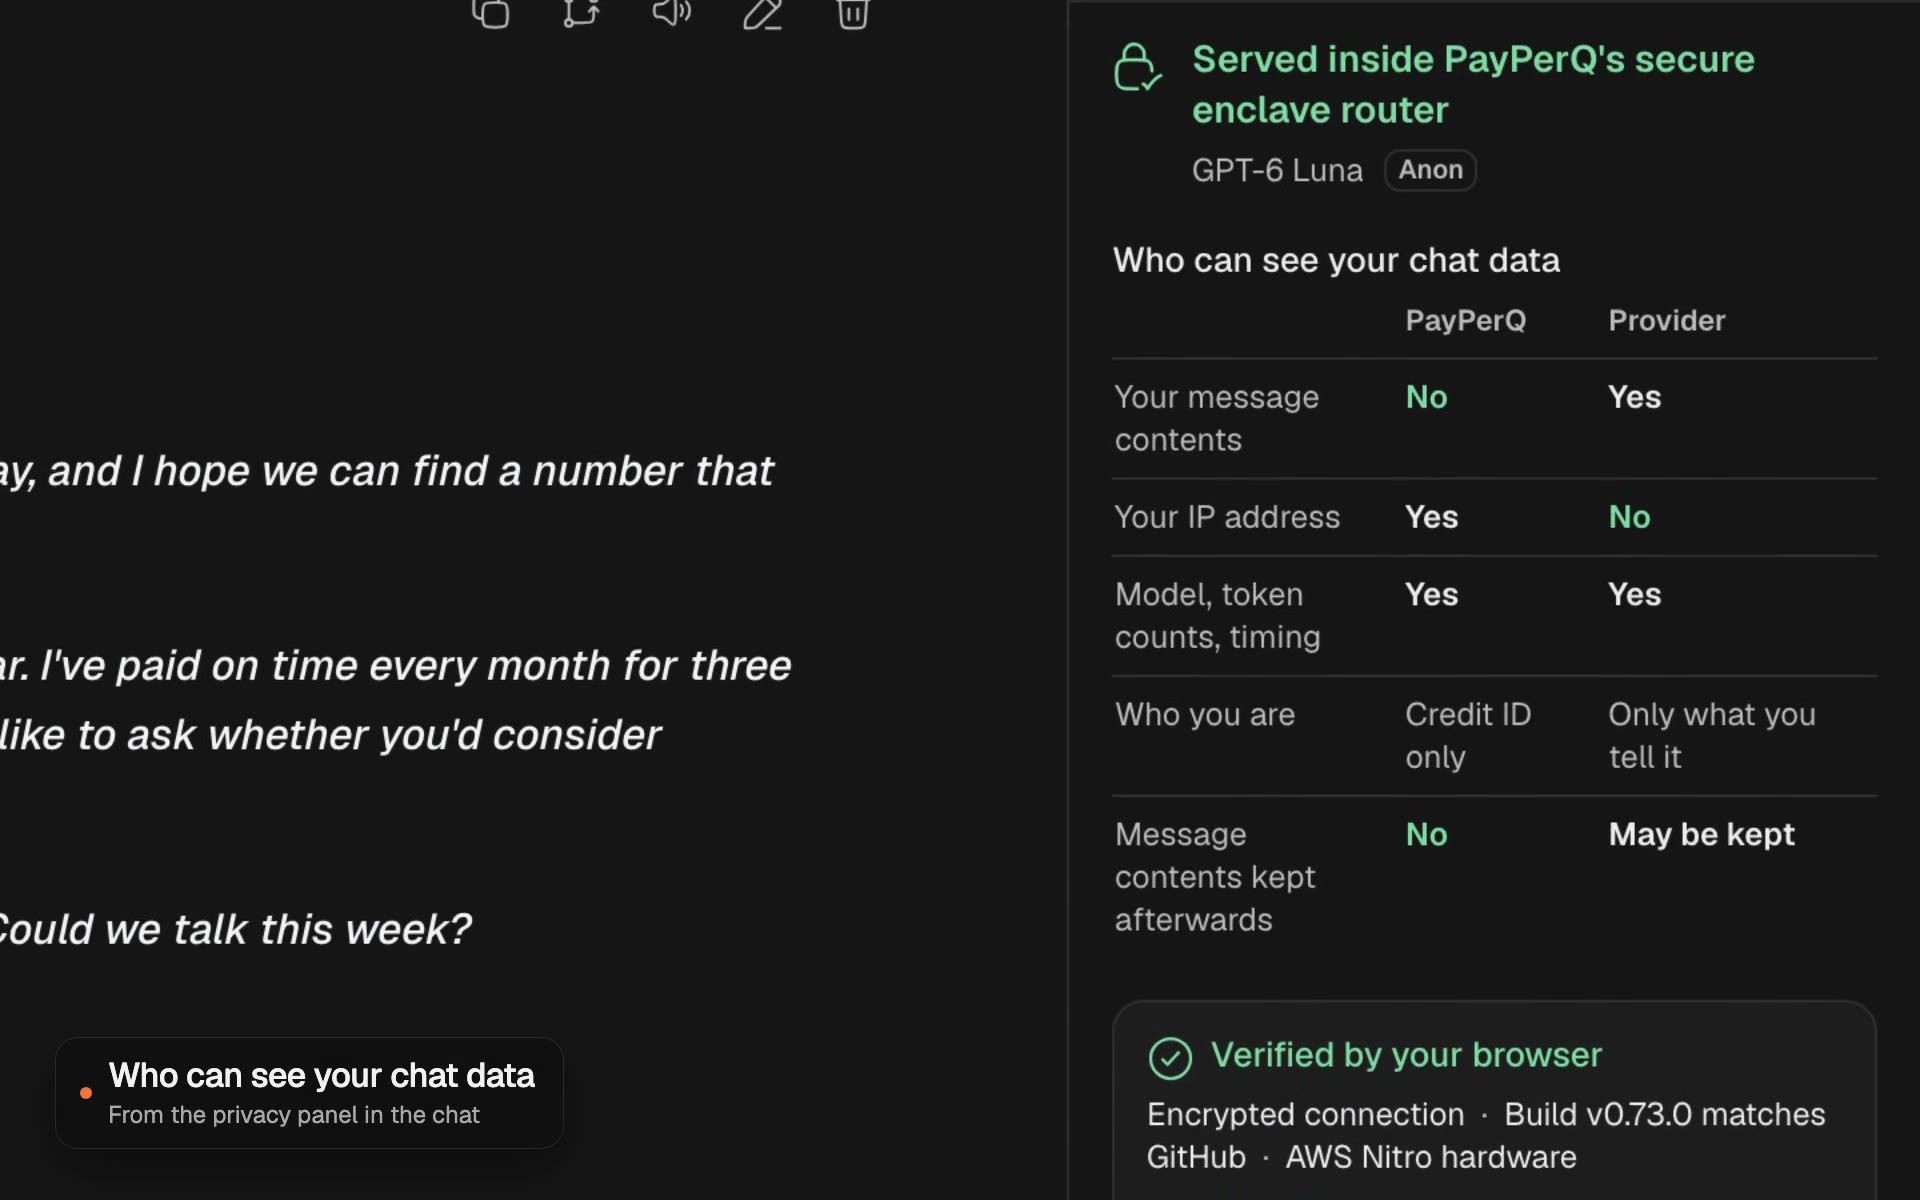 ay, and I hope we can find a number that
ar. I've paid on time every month for three
like to ask whether you'd consider
Could we talk this week?
Who can see your chat data
From the privacy panel in the chat
Served inside PayPerQ's secure
enclave router
GPT-6 Luna Anon
Who can see your chat data
PayPerQ Provider
Your message No Yes
contents
Your IP address Yes No
Model, token Yes Yes
counts, timing
Who you are Credit ID Only what you
only tell it
Message No May be kept
contents kept
afterwards
Verified by your browser
Encrypted connection · Build v0.73.0 matches
GitHub · AWS Nitro hardware